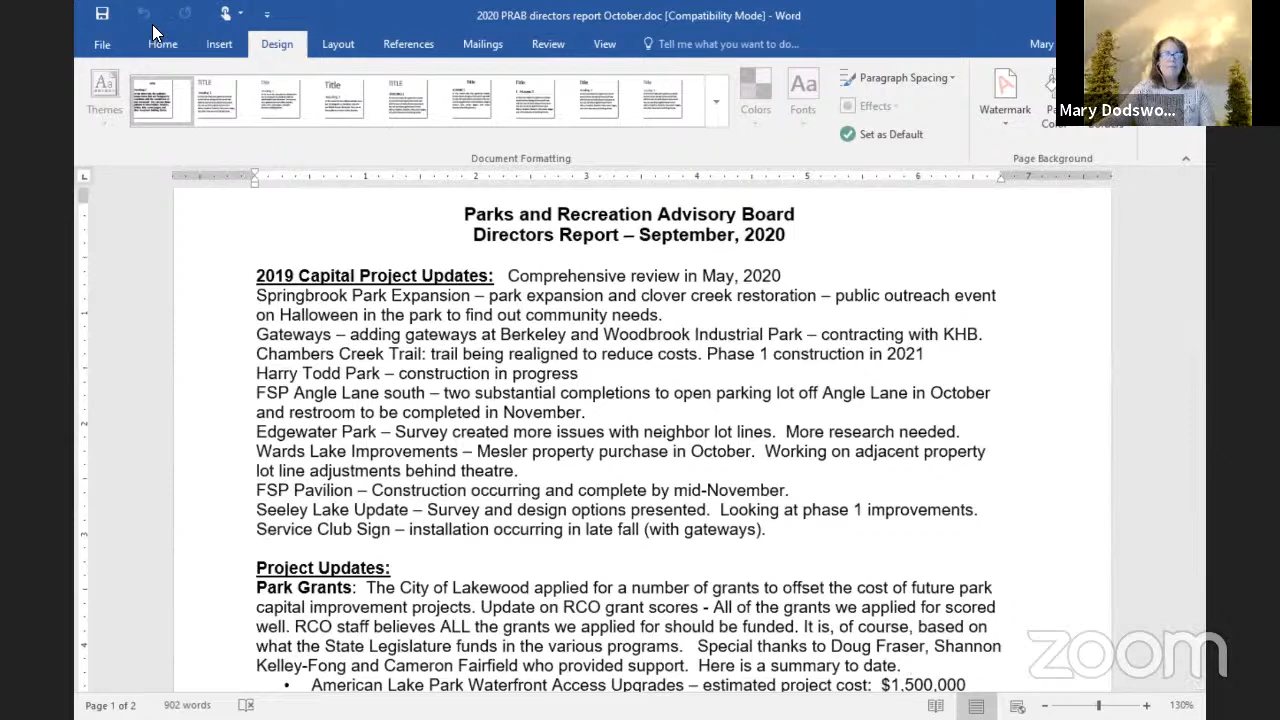 2020 PRAB directors report October.doc [Compatibility Mode] - Word
File Home Insert Design Layout References Mailings Review View Tell me what you want to do... Mary
Themes
TITLE TITLE Title TITLE Title Title Title Title
Colors
Fonts
Paragraph Spacing
Effects
Set as Default
Watermark
Document Formatting
Page Background
Mary Dodswo...
1 2 3 4 5 6 7
Parks and Recreation Advisory Board
Directors Report – September, 2020
2019 Capital Project Updates: Comprehensive review in May, 2020
Springbrook Park Expansion – park expansion and clover creek restoration – public outreach event
on Halloween in the park to find out community needs.
Gateways – adding gateways at Berkeley and Woodbrook Industrial Park – contracting with KHB.
Chambers Creek Trail: trail being realigned to reduce costs. Phase 1 construction in 2021
Harry Todd Park – construction in progress
FSP Angle Lane south – two substantial completions to open parking lot off Angle Lane in October
and restroom to be completed in November.
Edgewater Park – Survey created more issues with neighbor lot lines. More research needed.
Wards Lake Improvements – Mesler property purchase in October. Working on adjacent property
lot line adjustments behind theatre.
FSP Pavilion – Construction occurring and complete by mid-November.
Seeley Lake Update – Survey and design options presented. Looking at phase 1 improvements.
Service Club Sign – installation occurring in late fall (with gateways).
Project Updates:
Park Grants: The City of Lakewood applied for a number of grants to offset the cost of future park
capital improvement projects. Update on RCO grant scores - All of the grants we applied for scored
well. RCO staff believes ALL the grants we applied for should be funded. It is, of course, based on
what the State Legislature funds in the various programs. Special thanks to Doug Fraser, Shannon
Kelley-Fong and Cameron Fairfield who provided support. Here is a summary to date.
• American Lake Park Waterfront Access Upgrades – estimated project cost: $1,500,000
zoom
Page 1 of 2 902 words 130%